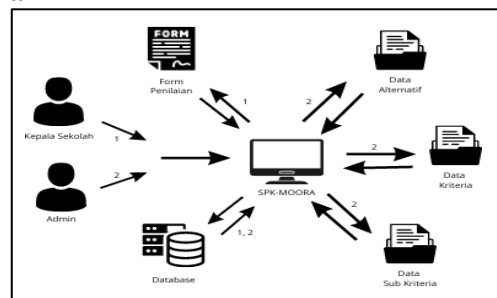 FORM
Form
Penilaian
1
2
Data
Alternatif
Kepala Sekolah
1
2
Data
Kriteria
2
Admin
SPK-MOORA
2
1, 2
Database
Data
Sub Kriteria